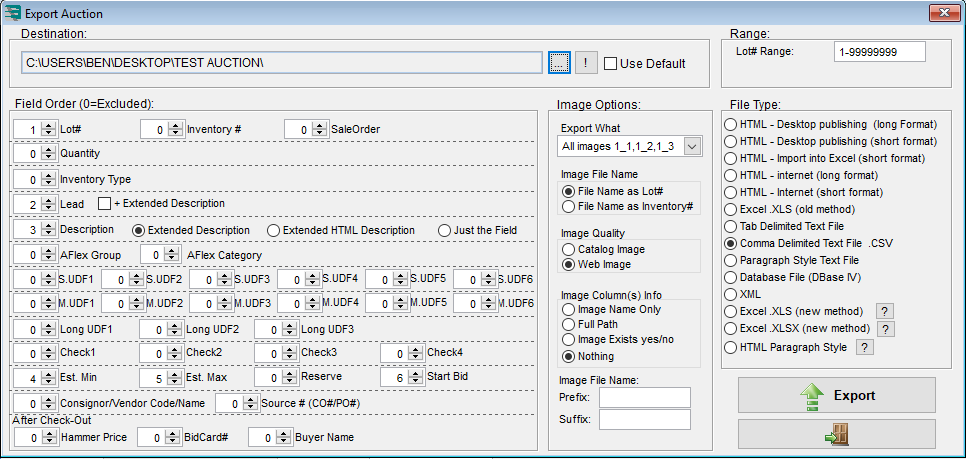 Export Auction
Destination:
C:\USERS\BEN\DESKTOP\TEST AUCTION\ ... ! Use Default
Range:
Lot# Range: 1-99999999
Field Order (0=Excluded):
1 Lot# 0 Inventory # 0 SaleOrder
0 Quantity
0 Inventory Type
2 Lead + Extended Description
3 Description Extended Description Extended HTML Description Just the Field
0 AFlex Group 0 AFlex Category
0 S.UDF1 0 S.UDF2 0 S.UDF3 0 S.UDF4 0 S.UDF5 0 S.UDF6
0 M.UDF1 0 M.UDF2 0 M.UDF3 0 M.UDF4 0 M.UDF5 0 M.UDF6
0 Long UDF1 0 Long UDF2 0 Long UDF3
0 Check1 0 Check2 0 Check3 0 Check4
4 Est. Min 5 Est. Max 0 Reserve 6 Start Bid
0 Consignor/Vendor Code/Name 0 Source # (CO#/PO#)
After Check-Out
0 Hammer Price 0 BidCard# 0 Buyer Name
Image Options:
Export What
All images 1_1,1_2,1_3
Image File Name
File Name as Lot#
File Name as Inventory#
Image Quality
Catalog Image
Web Image
Image Column(s) Info
Image Name Only
Full Path
Image Exists yes/no
Nothing
Image File Name:
Prefix:
Suffix:
File Type:
HTML - Desktop publishing (long Format)
HTML - Desktop publishing (short format)
HTML - Import into Excel (short format)
HTML - internet (long format)
HTML - Internet (short format)
Excel .XLS (old method)
Tab Delimited Text File
Comma Delimited Text File .CSV
Paragraph Style Text File
Database File (DBase IV)
XML
Excel .XLS (new method) ?
Excel .XLSX (new method) ?
HTML Paragraph Style ?
Export